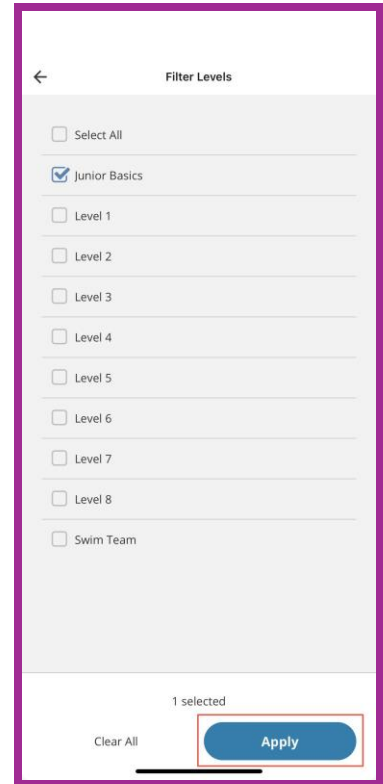 Filter Levels
Select All
Junior Basics
Level 1
Level 2
Level 3
Level 4
Level 5
Level 6
Level 7
Level 8
Swim Team
1 selected
Clear All
Apply